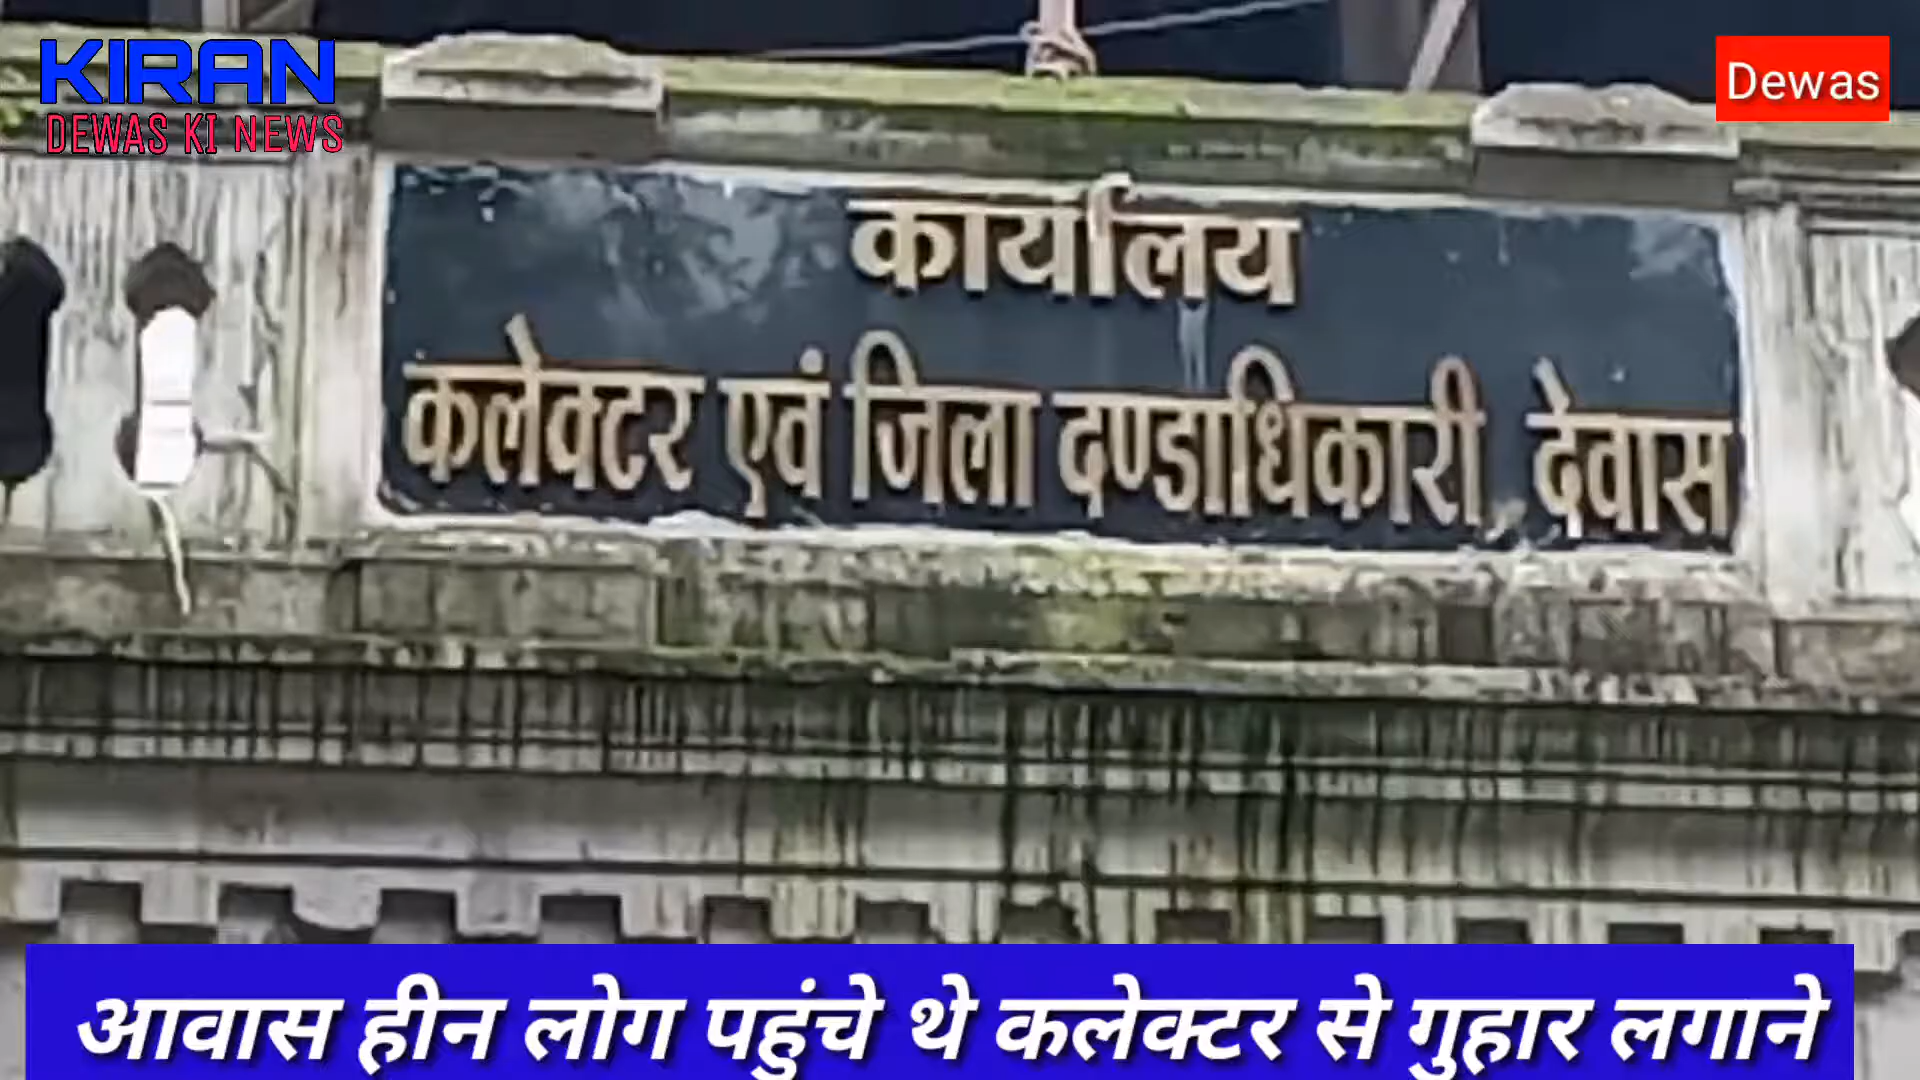 KIRAN
DEWAS KI NEWS
Dewas
कार्यालय
कलेक्टर एवं जिला दण्डाधिकारी, देवास
आवास हीन लोग पहुंचे थे कलेक्टर से गुहार लगाने